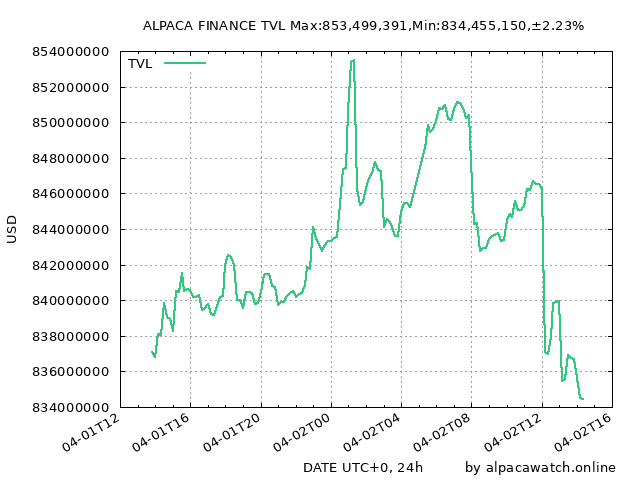 ALPACA FINANCE TVL Max:853,499,391,Min:834,455,150,±2.23%
TVL
854000000
852000000
850000000
848000000
846000000
844000000
842000000
840000000
838000000
836000000
834000000
USD
04-01T12
04-01T16
04-01T20
04-02T00
04-02T04
04-02T08
04-02T12
04-02T16
DATE UTC+0, 24h
by alpacawatch.online